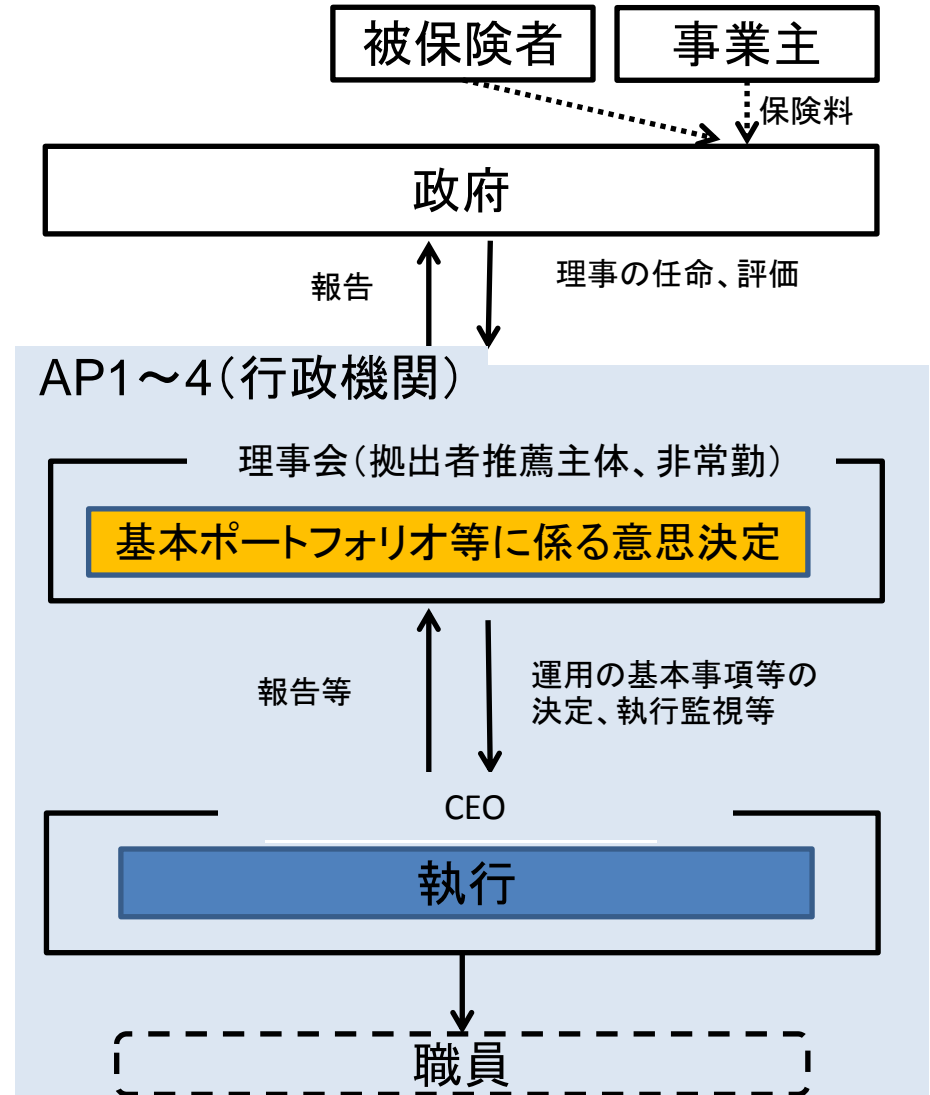 被保険者
事業主
保険料
政府
報告
理事の任命、評価
AP1～4(行政機関)
理事会(拠出者推薦主体、非常勤)
基本ポートフォリオ等に係る意思決定
報告等
運用の基本事項等の
決定、執行監視等
CEO
執行
職員